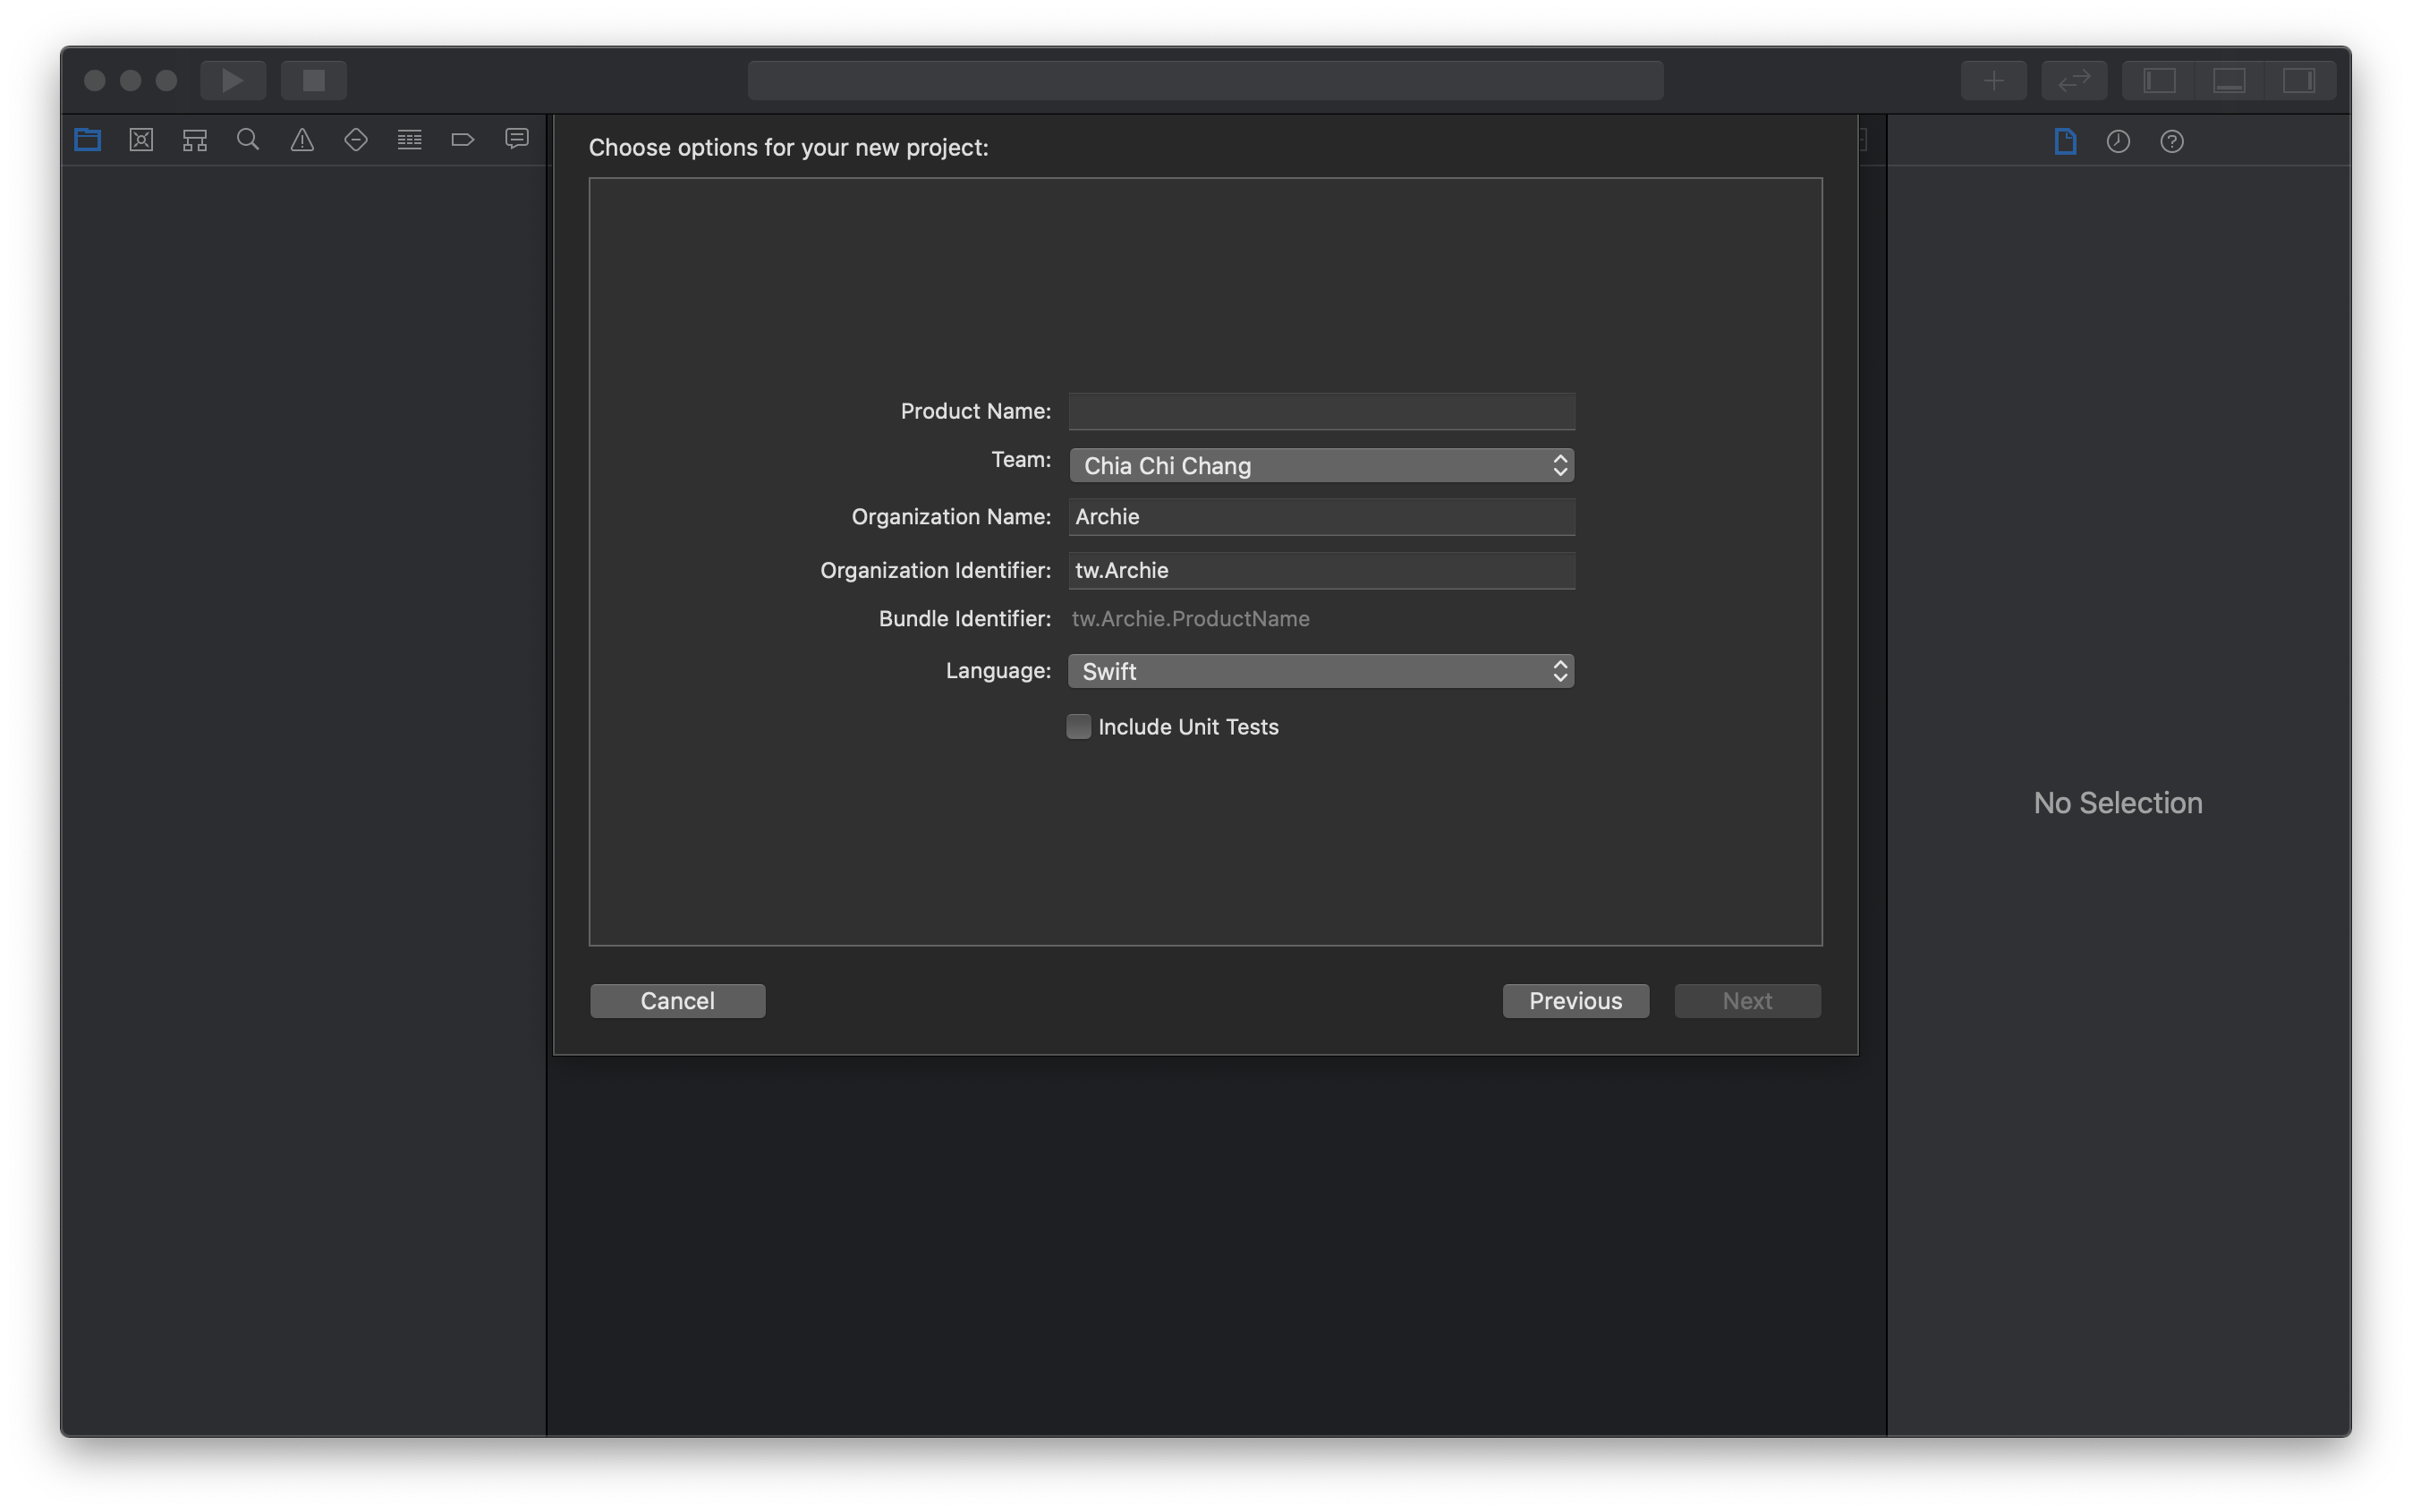 Choose options for your new project:
Product Name:
Team: Chia Chi Chang
Organization Name: Archie
Organization Identifier: tw.Archie
Bundle Identifier: tw.Archie.ProductName
Language: Swift
Include Unit Tests
No Selection
Cancel Previous Next